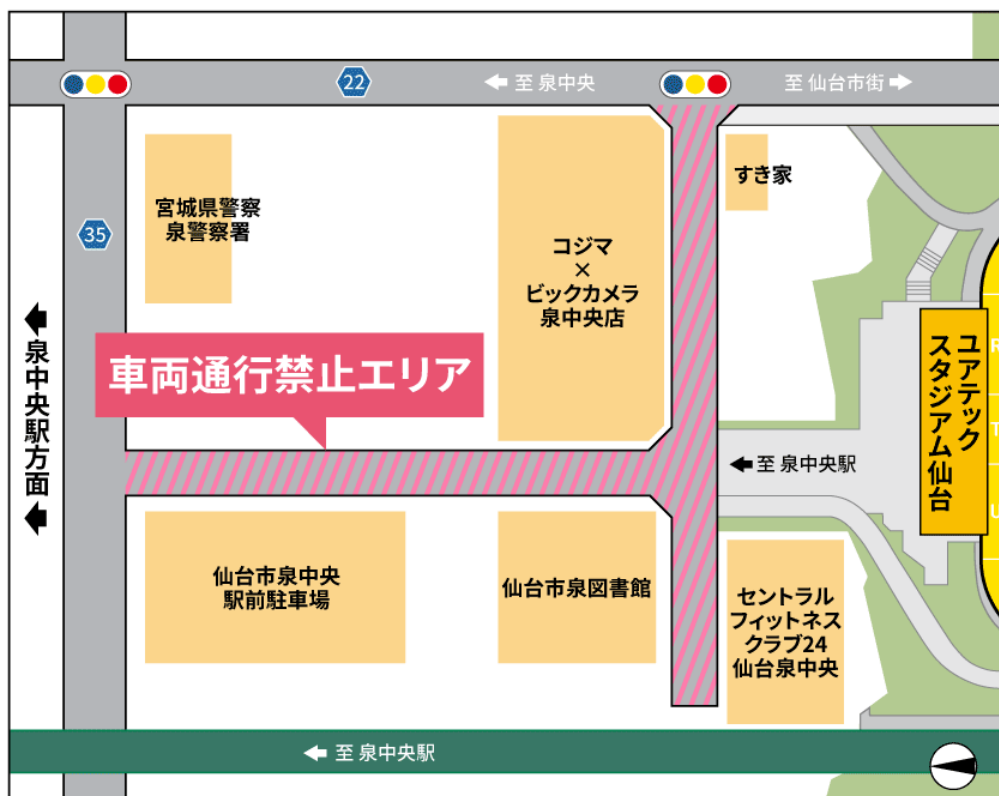 22
← 至 泉中央
至 仙台市街 →
すき家
宮城県警察
泉警察署
35
コジマ
×
ビックカメラ
泉中央店
車両通行禁止エリア
←泉中央駅方面←
← 至 泉中央駅
ユアテック
スタジアム仙台
R
T
U
仙台市泉中央
駅前駐車場
仙台市泉図書館
セントラル
フィットネス
クラブ24
仙台泉中央
← 至 泉中央駅